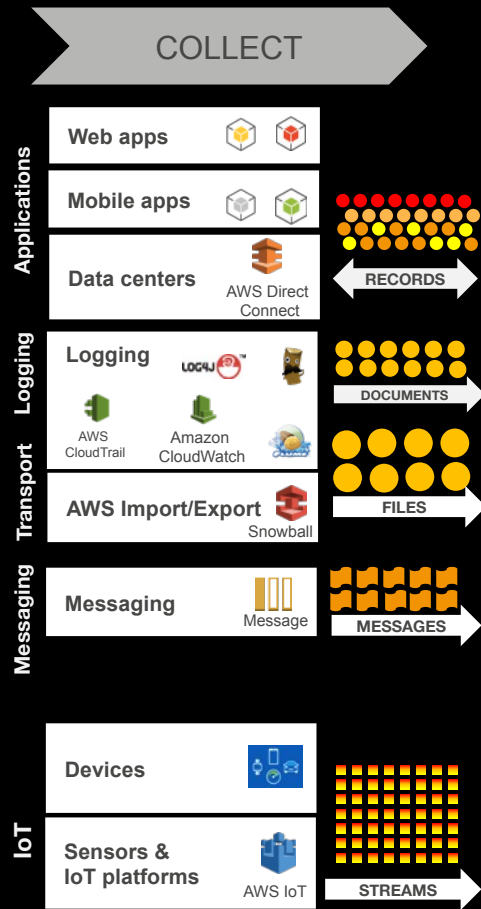 COLLECT
Applications
Web apps
Mobile apps
Data centers
AWS Direct
Connect
RECORDS
Logging
Logging
LOG4J™
AWS
CloudTrail
Amazon
CloudWatch
DOCUMENTS
Transport
AWS Import/Export
Snowball
FILES
Messaging
Messaging
Message
MESSAGES
IoT
Devices
Sensors &
IoT platforms
AWS IoT
STREAMS